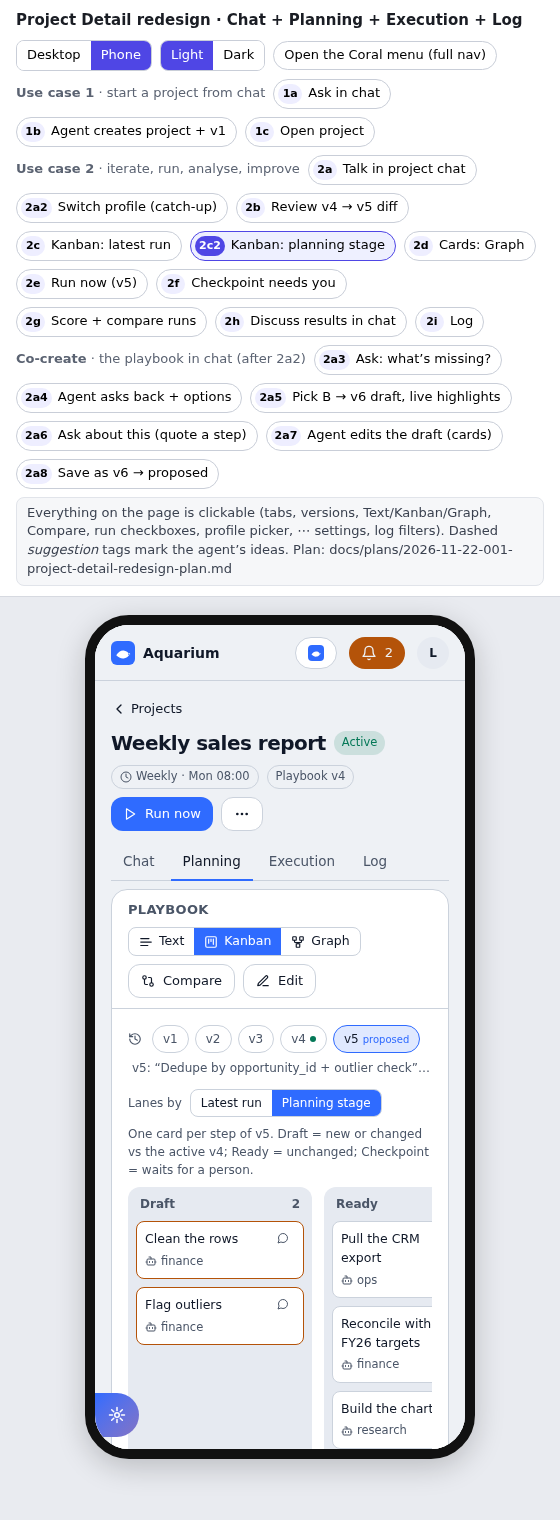 Project Detail redesign · Chat + Planning + Execution + Log
Desktop Phone Light Dark Open the Coral menu (full nav)
Use case 1 · start a project from chat 1a Ask in chat
1b Agent creates project + v1 1c Open project
Use case 2 · iterate, run, analyse, improve 2a Talk in project chat
2a2 Switch profile (catch-up) 2b Review v4 → v5 diff
2c Kanban: latest run 2c2 Kanban: planning stage 2d Cards: Graph
2e Run now (v5) 2f Checkpoint needs you
2g Score + compare runs 2h Discuss results in chat 2i Log
Co-create · the playbook in chat (after 2a2) 2a3 Ask: what’s missing?
2a4 Agent asks back + options 2a5 Pick B → v6 draft, live highlights
2a6 Ask about this (quote a step) 2a7 Agent edits the draft (cards)
2a8 Save as v6 → proposed
Everything on the page is clickable (tabs, versions, Text/Kanban/Graph,
Compare, run checkboxes, profile picker, ··· settings, log filters). Dashed
suggestion tags mark the agent’s ideas. Plan: docs/plans/2026-11-22-001-
project-detail-redesign-plan.md
Aquarium 2 L
Projects
Weekly sales report Active
Weekly · Mon 08:00 Playbook v4
Run now
Chat Planning Execution Log
PLAYBOOK
Text Kanban Graph
Compare Edit
v1 v2 v3 v4 v5 proposed
v5: “Dedupe by opportunity_id + outlier check”…
Lanes by Latest run Planning stage
One card per step of v5. Draft = new or changed
vs the active v4; Ready = unchanged; Checkpoint
= waits for a person.
Draft 2 Ready
Clean the rows
finance
Flag outliers
finance
Pull the CRM
export
ops
Reconcile with
FY26 targets
finance
Build the chart
research